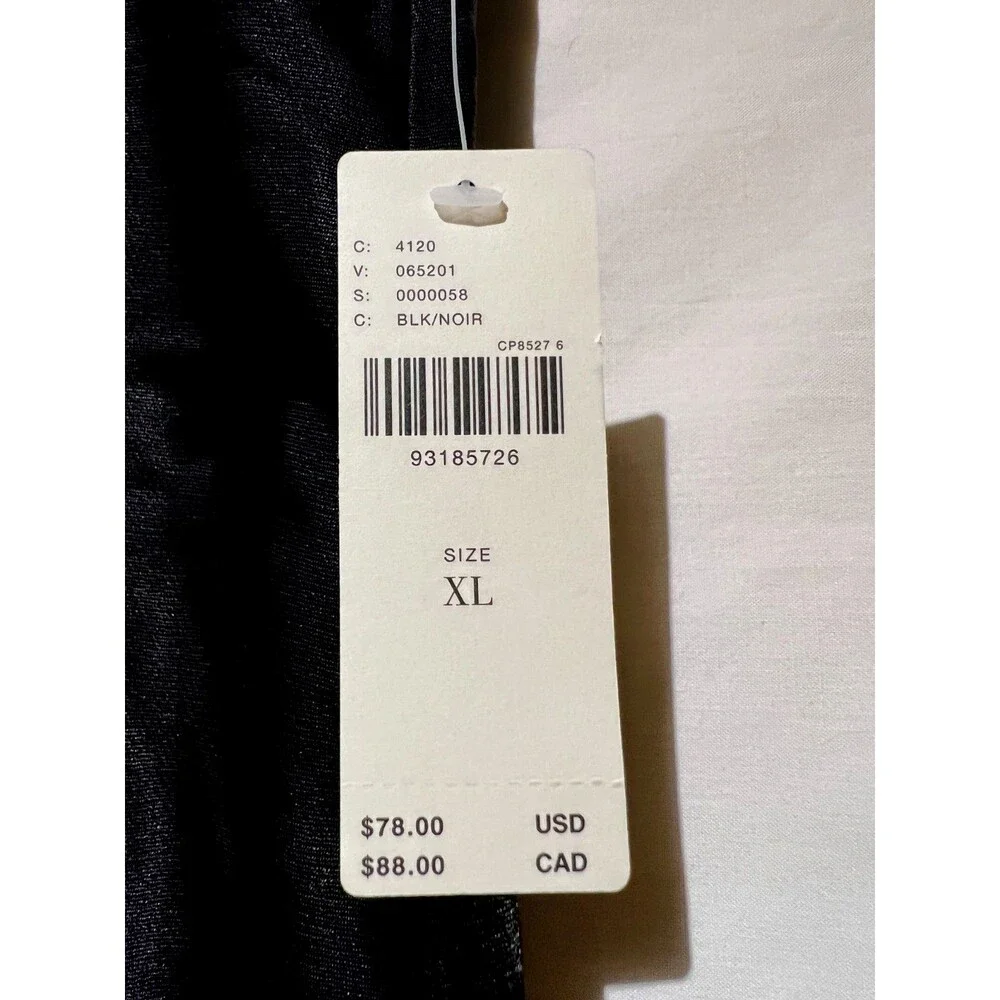 C: 4120
V: 065201
S: 0000058
C: BLK/NOIR
CP8527 6
93185726
SIZE
XL
$78.00 USD
$88.00 CAD